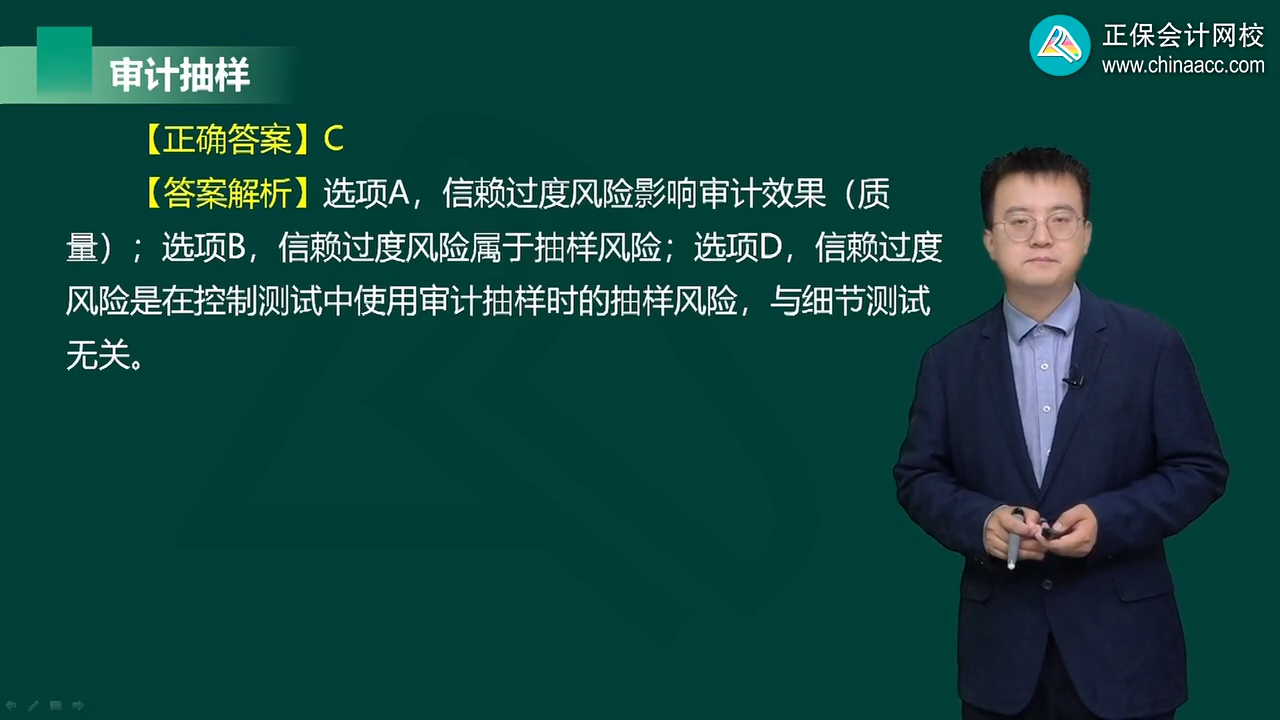 审计抽样
正保会计网校
www.chinaacc.com
【正确答案】C
【答案解析】选项A，信赖过度风险影响审计效果（质
量）；选项B，信赖过度风险属于抽样风险；选项D，信赖过度
风险是在控制测试中使用审计抽样时的抽样风险，与细节测试
无关。